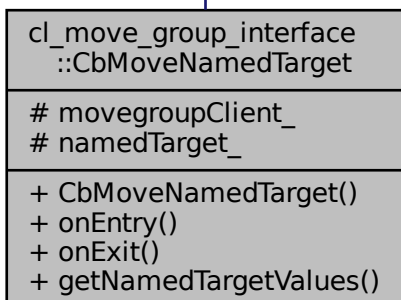 cl_move_group_interface
::CbMoveNamedTarget
# movegroupClient_
# namedTarget_
+ CbMoveNamedTarget()
+ onEntry()
+ onExit()
+ getNamedTargetValues()